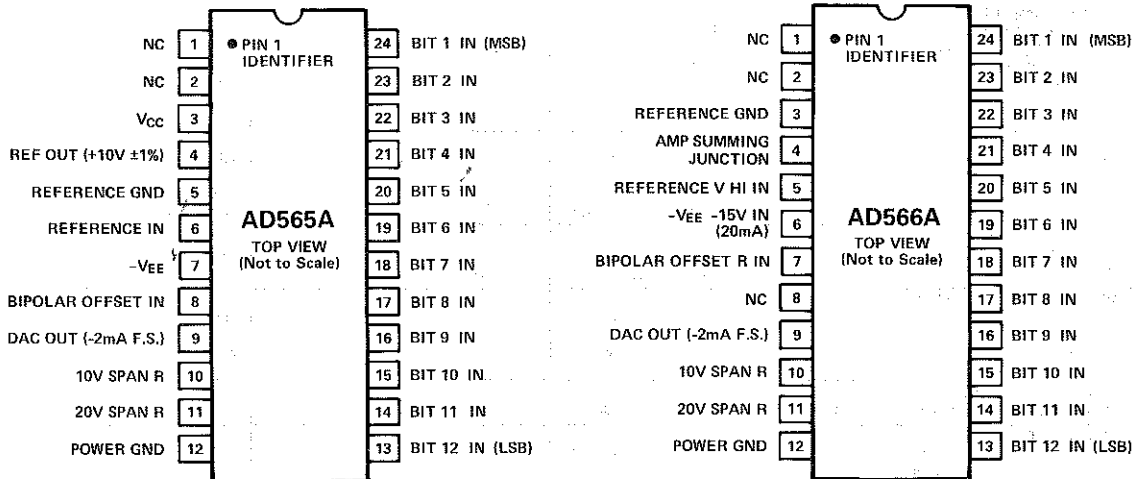 NC 1
● PIN 1
IDENTIFIER
24 BIT 1 IN (MSB)
NC 2
23 BIT 2 IN
VCC 3
22 BIT 3 IN
REF OUT (+10V ±1%) 4
21 BIT 4 IN
REFERENCE GND 5
20 BIT 5 IN
REFERENCE IN 6
19 BIT 6 IN
AD565A
TOP VIEW
(Not to Scale)
-VEE 7
18 BIT 7 IN
BIPOLAR OFFSET IN 8
17 BIT 8 IN
DAC OUT (-2mA F.S.) 9
16 BIT 9 IN
10V SPAN R 10
15 BIT 10 IN
20V SPAN R 11
14 BIT 11 IN
POWER GND 12
13 BIT 12 IN (LSB)
NC 1
● PIN 1
IDENTIFIER
24 BIT 1 IN (MSB)
NC 2
23 BIT 2 IN
REFERENCE GND 3
22 BIT 3 IN
AMP SUMMING
JUNCTION 4
21 BIT 4 IN
REFERENCE V HI IN 5
20 BIT 5 IN
-VEE -15V IN
(20mA) 6
19 BIT 6 IN
AD566A
TOP VIEW
(Not to Scale)
BIPOLAR OFFSET R IN 7
18 BIT 7 IN
NC 8
17 BIT 8 IN
DAC OUT (-2mA F.S.) 9
16 BIT 9 IN
10V SPAN R 10
15 BIT 10 IN
20V SPAN R 11
14 BIT 11 IN
POWER GND 12
13 BIT 12 IN (LSB)